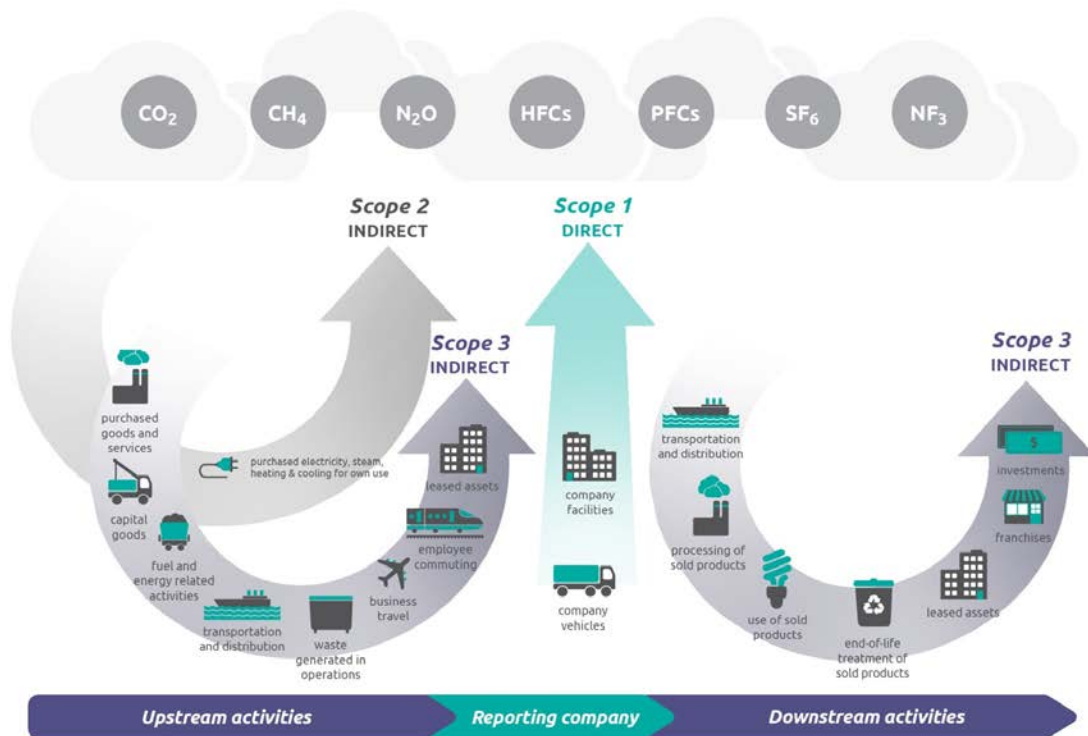 CO₂ CH₄ N₂O HFCs PFCs SF₆ NF₃
Scope 2
INDIRECT
Scope 1
DIRECT
Scope 3
INDIRECT
Scope 3
INDIRECT
purchased
goods and
services
capital
goods
fuel and
energy related
activities
transportation
and distribution
waste
generated in
operations
business
travel
employee
commuting
leased assets
purchased electricity, steam,
heating & cooling for own use
company
facilities
company
vehicles
transportation
and distribution
processing of
sold products
use of sold
products
end-of-life
treatment of
sold products
leased assets
franchises
$
investments
Upstream activities
Reporting company
Downstream activities